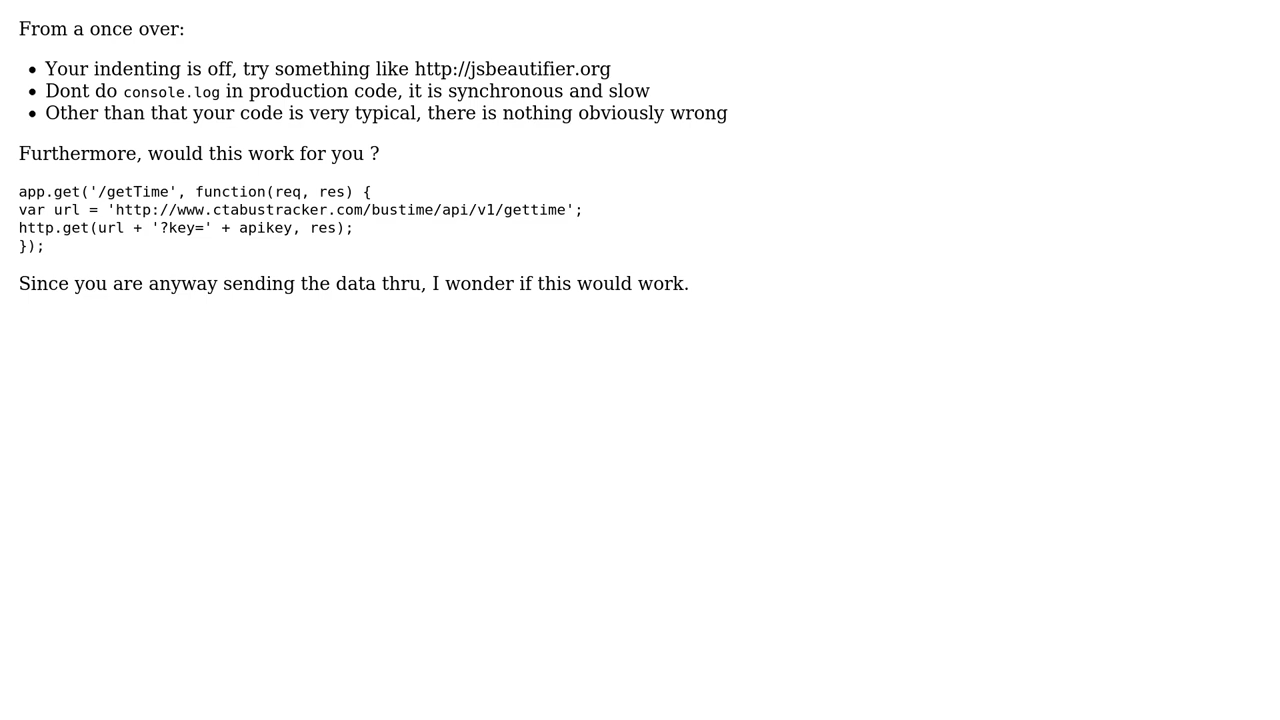 From a once over:
• Your indenting is off, try something like http://jsbeautifier.org
• Dont do console.log in production code, it is synchronous and slow
• Other than that your code is very typical, there is nothing obviously wrong
Furthermore, would this work for you ?
app.get('/getTime', function(req, res) {
var url = 'http://www.ctabustracker.com/bustime/api/v1/gettime';
http.get(url + '?key=' + apikey, res);
});
Since you are anyway sending the data thru, I wonder if this would work.